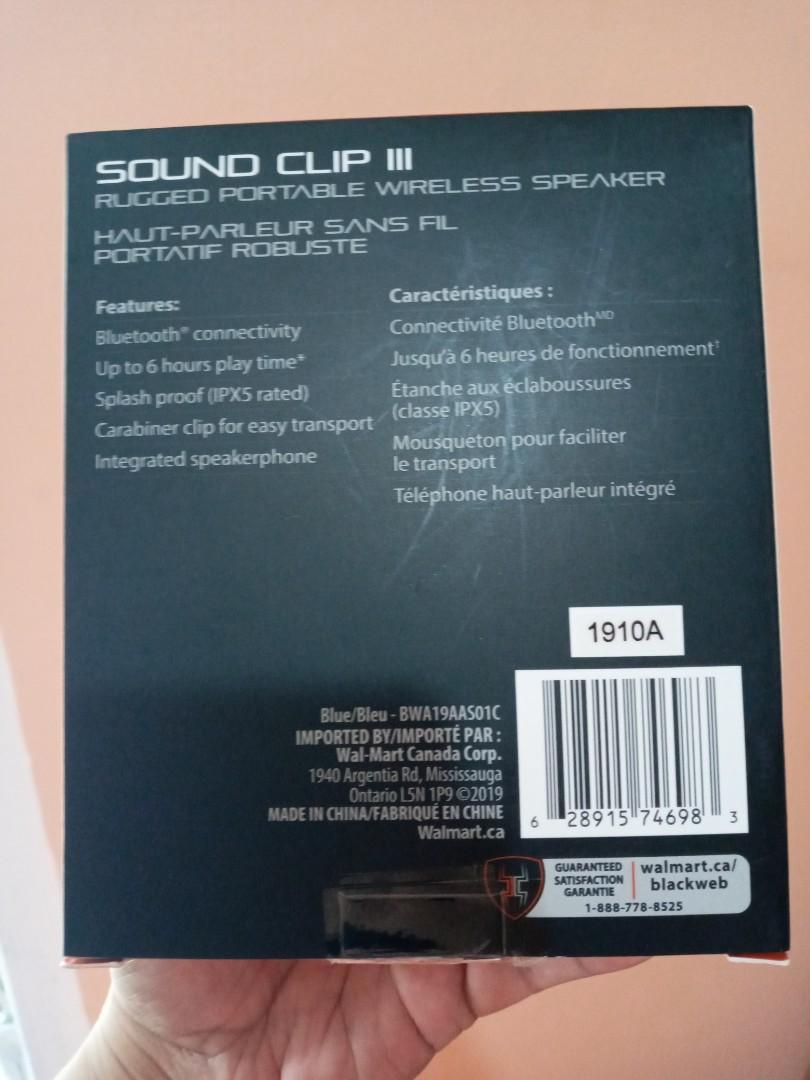 SOUND CLIP III
RUGGED PORTABLE WIRELESS SPEAKER
HAUT-PARLEUR SANS FIL
PORTATIF ROBUSTE
Features:
Bluetooth® connectivity
Up to 6 hours play time*
Splash proof (IPX5 rated)
Carabiner clip for easy transport
Integrated speakerphone
Caractéristiques :
Connectivité BluetoothMD
Jusqu'à 6 heures de fonctionnement†
Étanche aux éclaboussures
(classe IPX5)
Mousqueton pour faciliter
le transport
Téléphone haut-parleur intégré
1910A
Blue/Bleu - BWA19AAS01C
IMPORTED BY/IMPORTÉ PAR :
Wal-Mart Canada Corp.
1940 Argentia Rd, Mississauga
Ontario L5N 1P9 ©2019
MADE IN CHINA/FABRIQUÉ EN CHINE
Walmart.ca
6 28915 74698 3
GUARANTEED
SATISFACTION
GARANTIE
walmart.ca/
blackweb
1-888-778-8525